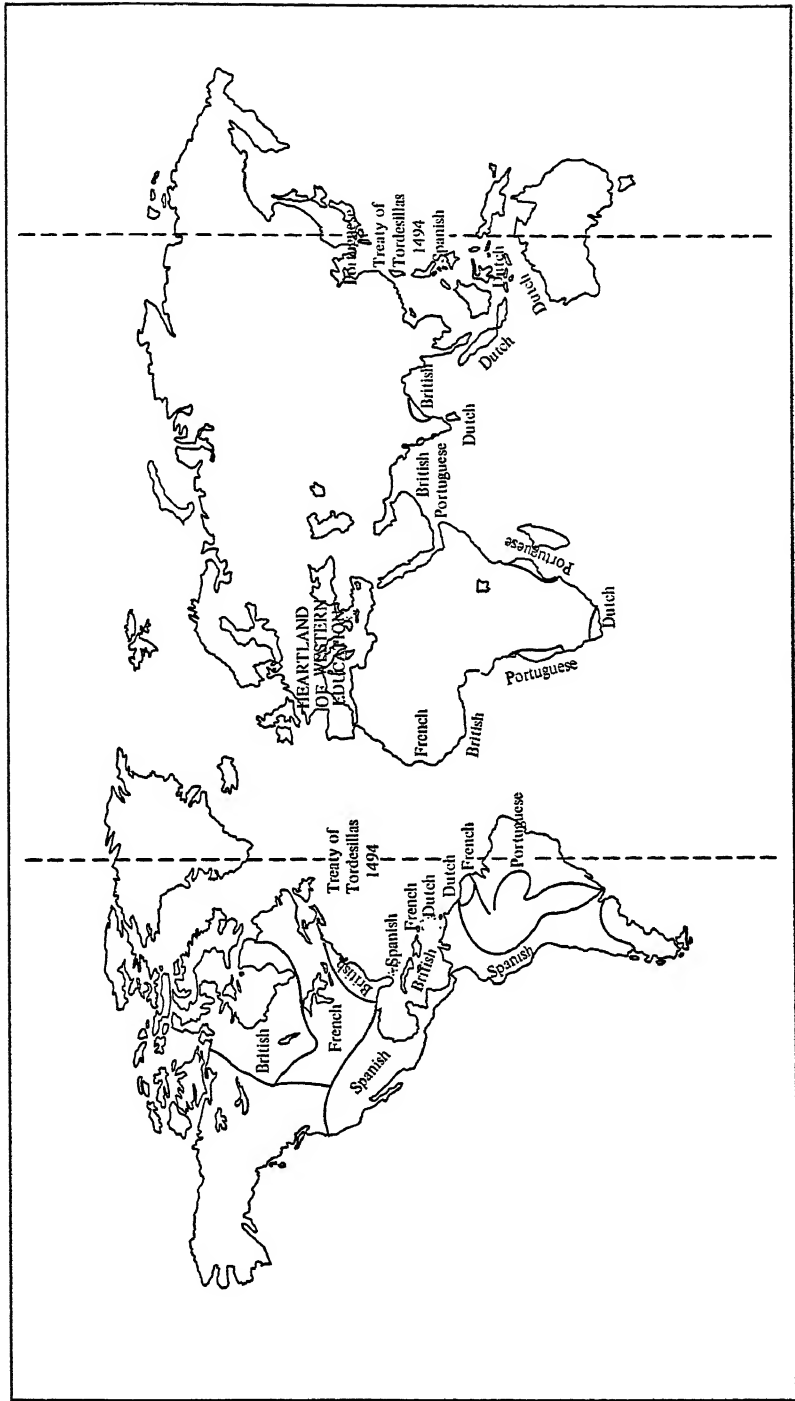 British
French
British
Spanish
Spanish
British
French
Dutch
Treaty of
Tordesillas
1494
Dutch
French
Portuguese
Spanish
HEARTLAND
OF WESTERN
EDUCATION
French
British
Portuguese
Dutch
Portuguese
British
Portuguese
British
Dutch
Dutch
Portuguese
Treaty of
Tordesillas
1494
Spanish
Dutch
Dutch